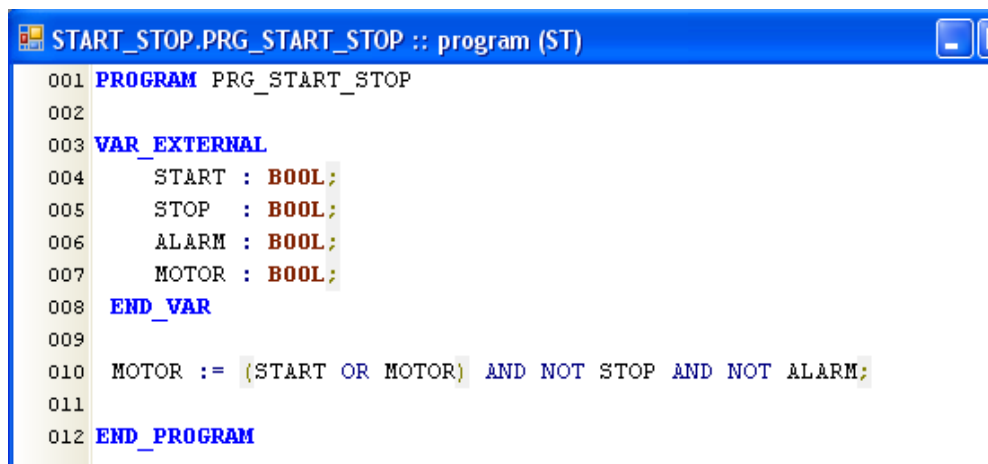 START_STOP.PRG_START_STOP :: program (ST)
001 PROGRAM PRG_START_STOP
002
003 VAR_EXTERNAL
004 START : BOOL;
005 STOP : BOOL;
006 ALARM : BOOL;
007 MOTOR : BOOL;
008 END_VAR
009
010 MOTOR := (START OR MOTOR) AND NOT STOP AND NOT ALARM;
011
012 END_PROGRAM